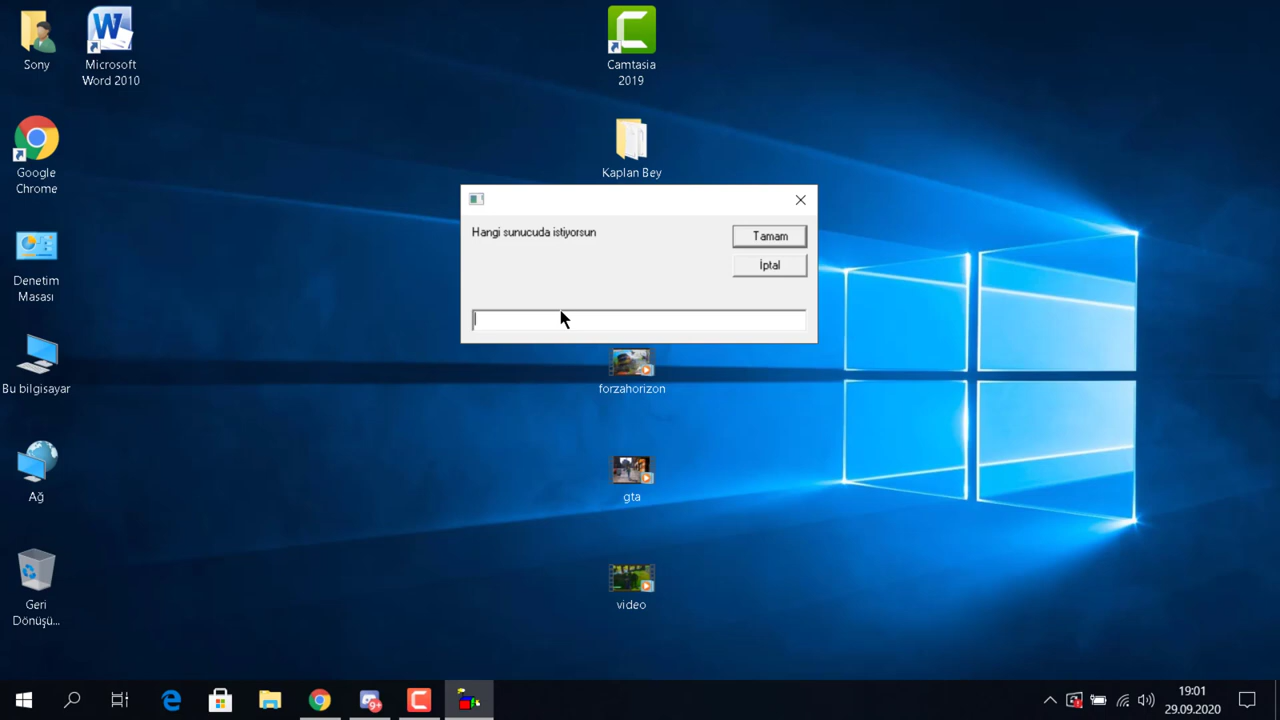 Sony
Microsoft
Word 2010
Camtasia
2019
Google
Chrome
Kaplan Bey
Hangi sunucuda istiyorsun
Tamam
İptal
Denetim
Masası
Bu bilgisayar
forzahorizon
Ağ
gta
Geri
Dönüşü...
video
19:01
29.09.2020